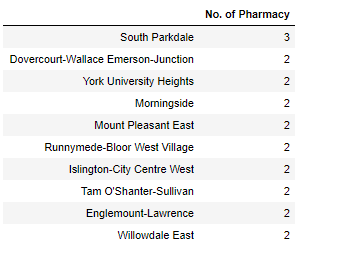 No. of Pharmacy
South Parkdale 3
Dovercourt-Wallace Emerson-Junction 2
York University Heights 2
Morningside 2
Mount Pleasant East 2
Runnymede-Bloor West Village 2
Islington-City Centre West 2
Tam O'Shanter-Sullivan 2
Englemount-Lawrence 2
Willowdale East 2